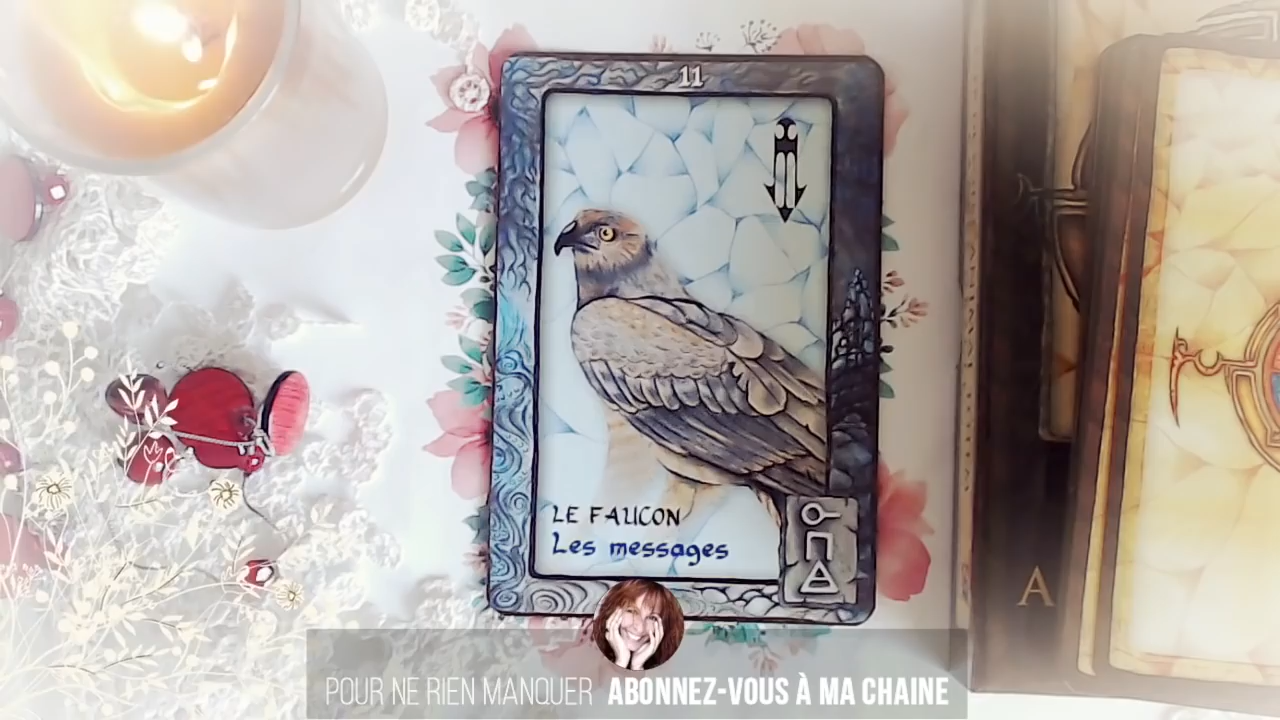 11
LE FAUCON
Les messages
A
POUR NE RIEN MANQUER ABONNEZ-VOUS À MA CHAINE